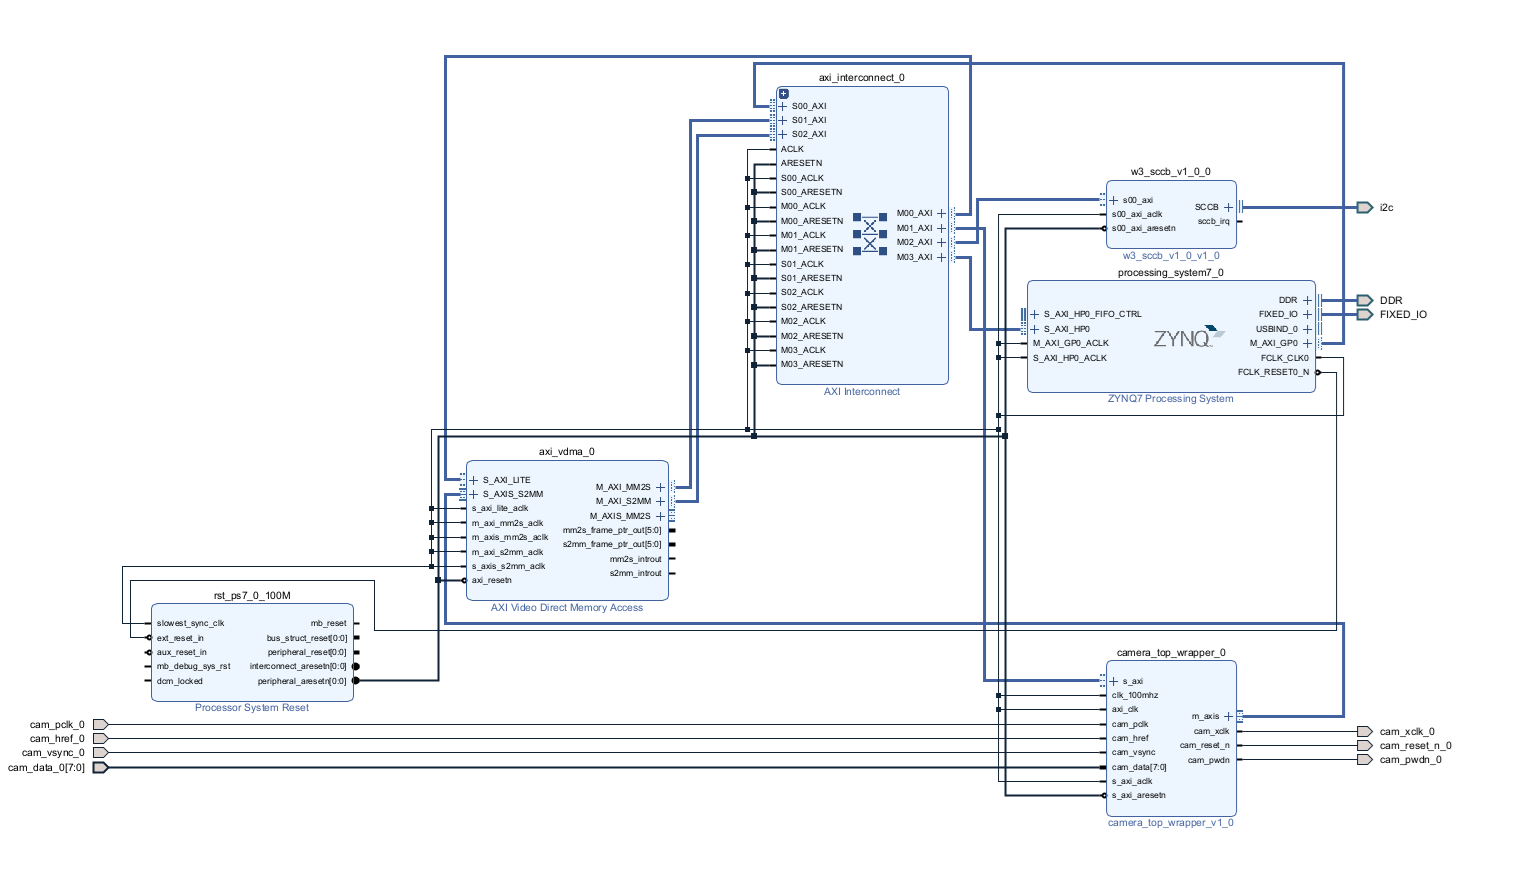 axi_interconnect_0
S00_AXI
S01_AXI
S02_AXI
ACLK
ARESETN
S00_ACLK
S00_ARESETN
M00_ACLK
M00_ARESETN
M01_ACLK
M01_ARESETN
S01_ACLK
S01_ARESETN
S02_ACLK
S02_ARESETN
M02_ACLK
M02_ARESETN
M03_ACLK
M03_ARESETN
M00_AXI
M01_AXI
M02_AXI
M03_AXI
AXI Interconnect
w3_sccb_v1_0_0
s00_axi
s00_axi_aclk
s00_axi_aresetn
SCCB
sccb_irq
w3_sccb_v1_0_v1_0
i2c
processing_system7_0
S_AXI_HP0_FIFO_CTRL
S_AXI_HP0
M_AXI_GP0_ACLK
S_AXI_HP0_ACLK
ZYNQ
DDR
FIXED_IO
USBIND_0
M_AXI_GP0
FCLK_CLK0
FCLK_RESET0_N
ZYNQ7 Processing System
DDR
FIXED_IO
axi_vdma_0
S_AXI_LITE
S_AXIS_S2MM
s_axi_lite_aclk
m_axi_mm2s_aclk
m_axis_mm2s_aclk
m_axi_s2mm_aclk
s_axis_s2mm_aclk
axi_resetn
M_AXI_MM2S
M_AXI_S2MM
M_AXIS_MM2S
mm2s_frame_ptr_out[5:0]
s2mm_frame_ptr_out[5:0]
mm2s_introut
s2mm_introut
AXI Video Direct Memory Access
rst_ps7_0_100M
slowest_sync_clk
ext_reset_in
aux_reset_in
mb_debug_sys_rst
dcm_locked
mb_reset
bus_struct_reset[0:0]
peripheral_reset[0:0]
interconnect_aresetn[0:0]
peripheral_aresetn[0:0]
Processor System Reset
cam_pclk_0
cam_href_0
cam_vsync_0
cam_data_0[7:0]
camera_top_wrapper_0
s_axi
clk_100mhz
axi_clk
cam_pclk
cam_href
cam_vsync
cam_data[7:0]
s_axi_aclk
s_axi_aresetn
m_axis
cam_xclk
cam_reset_n
cam_pwdn
camera_top_wrapper_v1_0
cam_xclk_0
cam_reset_n_0
cam_pwdn_0